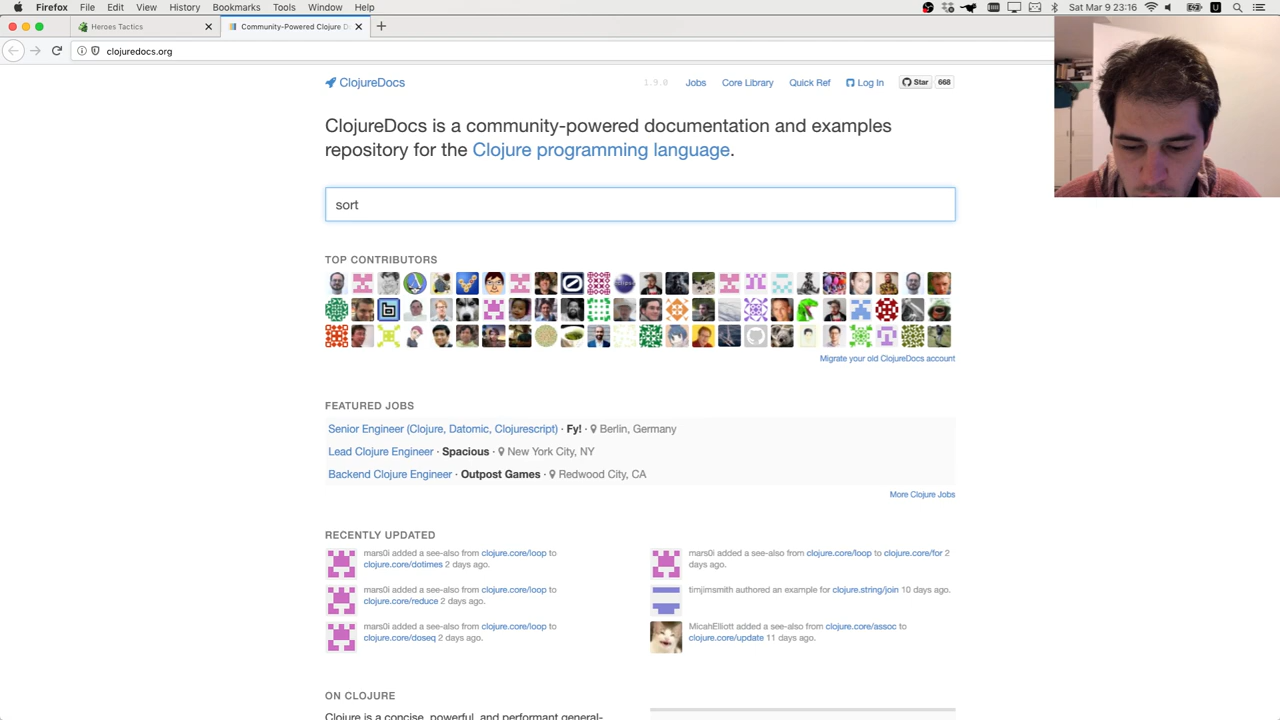 Firefox File Edit View History Bookmarks Tools Window Help Sat Mar 9 23:16
Heroes Tactics Community-Powered Clojure D
clojuredocs.org
ClojureDocs 1.9.0 Jobs Core Library Quick Ref Log In Star 668
ClojureDocs is a community-powered documentation and examples
repository for the Clojure programming language.
sort
TOP CONTRIBUTORS
Migrate your old ClojureDocs account
FEATURED JOBS
Senior Engineer (Clojure, Datomic, Clojurescript) · Fy! · Berlin, Germany
Lead Clojure Engineer · Spacious · New York City, NY
Backend Clojure Engineer · Outpost Games · Redwood City, CA
More Clojure Jobs
RECENTLY UPDATED
mars0i added a see-also from clojure.core/loop to
clojure.core/dotimes 2 days ago.
mars0i added a see-also from clojure.core/loop to
clojure.core/reduce 2 days ago.
mars0i added a see-also from clojure.core/loop to
clojure.core/doseq 2 days ago.
mars0i added a see-also from clojure.core/loop to clojure.core/for 2
days ago.
timjimsmith authored an example for clojure.string/join 10 days ago.
MicahElliott added a see-also from clojure.core/assoc to
clojure.core/update 11 days ago.
ON CLOJURE
Clojure is a concise, powerful, and performant general-